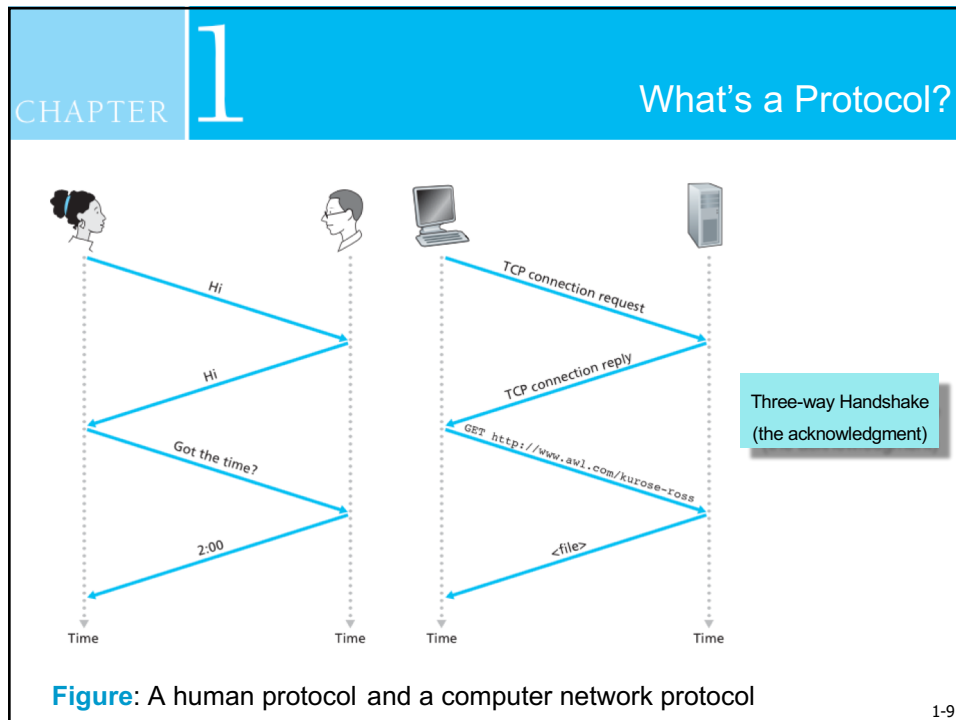 CHAPTER 1
What's a Protocol?
Hi
Hi
Got the time?
2:00
Time
Time
TCP connection request
TCP connection reply
GET http://www.awl.com/kurose-ross
<file>
Time
Time
Three-way Handshake
(the acknowledgment)
Figure: A human protocol and a computer network protocol
1-9